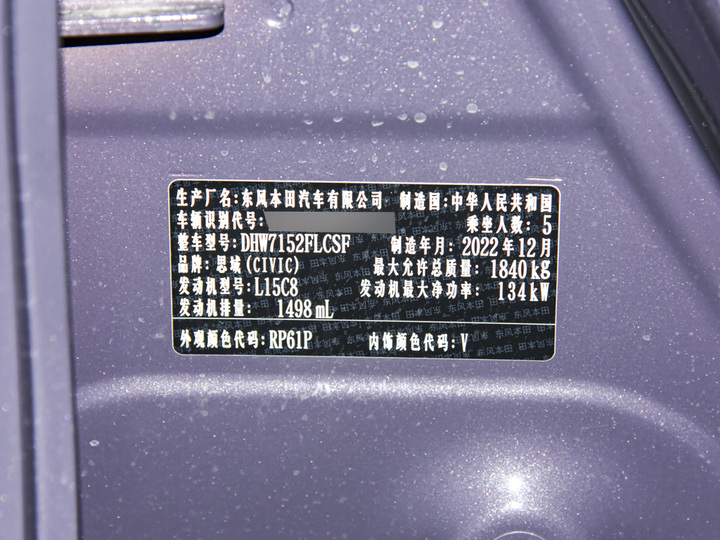 生产厂名:东风本田汽车有限公司 制造国:中华人民共和国
车辆识别代号: 乘坐人数:5
整车型号:DHW7152FLCSF 制造年月:2022年12月
品牌:思域(CIVIC) 最大允许总质量:1840kg
发动机型号:L15C8 发动机最大净功率:134kW
发动机排量:1498mL
外观颜色代码:RP61P 内饰颜色代码:V